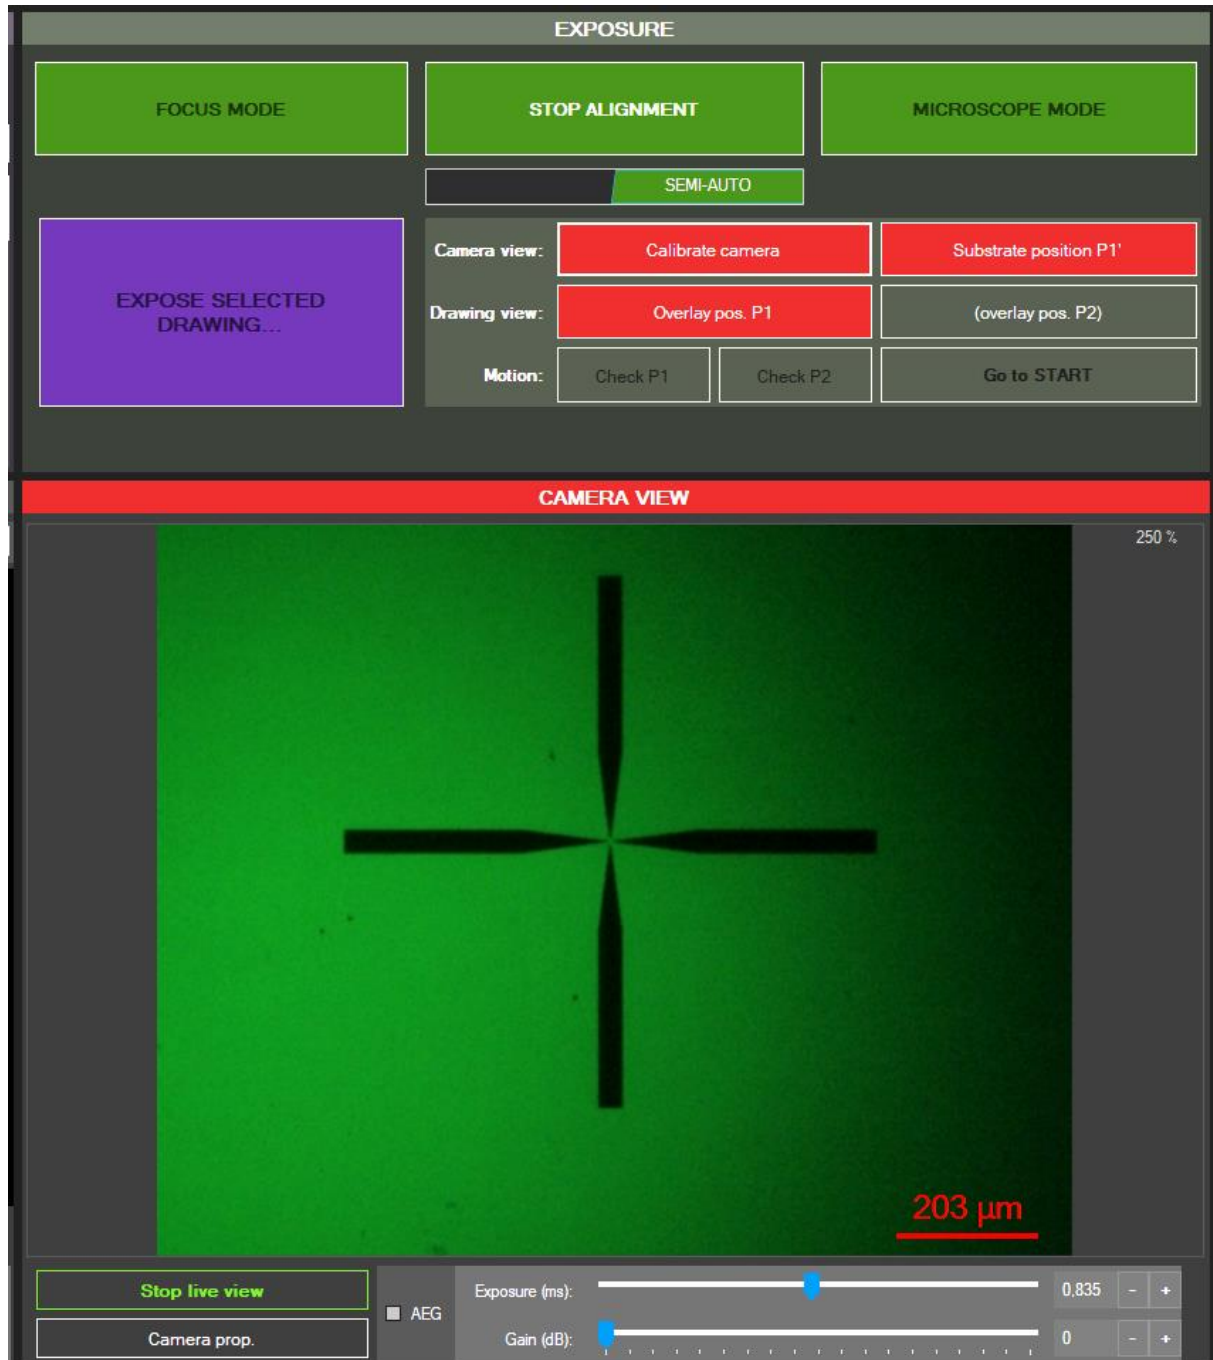 EXPOSURE
FOCUS MODE
STOP ALIGNMENT
MICROSCOPE MODE
SEMI-AUTO
EXPOSE SELECTED
DRAWING...
Camera view:
Calibrate camera
Substrate position P1'
Drawing view:
Overlay pos. P1
(overlay pos. P2)
Motion:
Check P1
Check P2
Go to START
CAMERA VIEW
250 %
203 µm
Stop live view
Camera prop.
AEG
Exposure (ms):
0,835
-
+
Gain (dB):
0
-
+